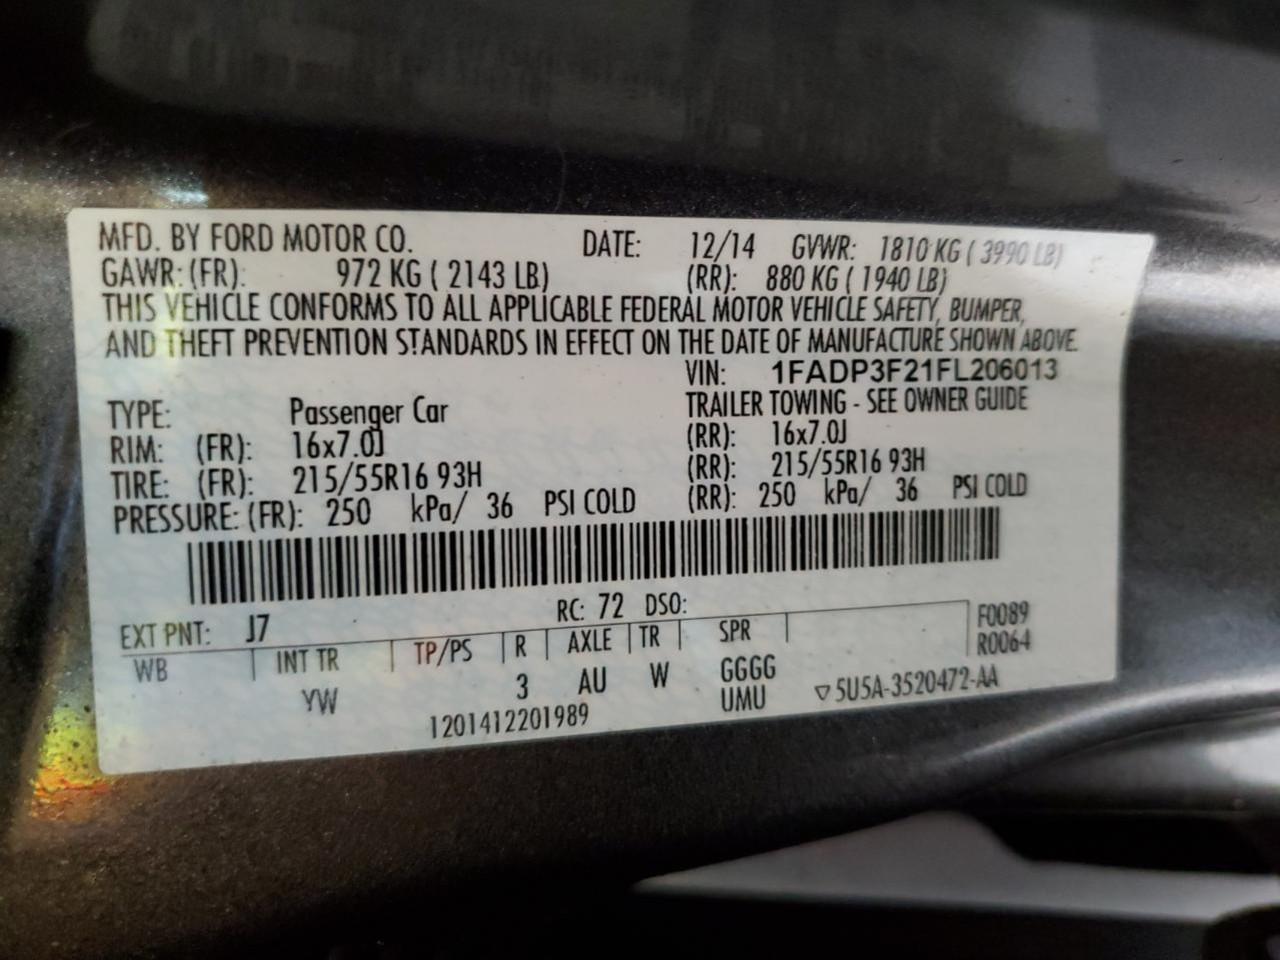 MFD. BY FORD MOTOR CO. DATE: 12/14 GVWR: 1810 KG ( 3990 LB)
GAWR: (FR): 972 KG ( 2143 LB) (RR): 880 KG ( 1940 LB)
THIS VEHICLE CONFORMS TO ALL APPLICABLE FEDERAL MOTOR VEHICLE SAFETY, BUMPER,
AND THEFT PREVENTION STANDARDS IN EFFECT ON THE DATE OF MANUFACTURE SHOWN ABOVE.
VIN: 1FADP3F21FL206013
TYPE: Passenger Car TRAILER TOWING - SEE OWNER GUIDE
RIM: (FR): 16x7.0J (RR): 16x7.0J
TIRE: (FR): 215/55R16 93H (RR): 215/55R16 93H
PRESSURE: (FR): 250 kPa/ 36 PSI COLD (RR): 250 kPa/ 36 PSI COLD
EXT PNT: J7 RC: 72 DSO: F0089
WB INT TR TP/PS R AXLE TR SPR R0064
YW 3 AU W GGGG
UMU ▽5U5A-3520472-AA
1201412201989